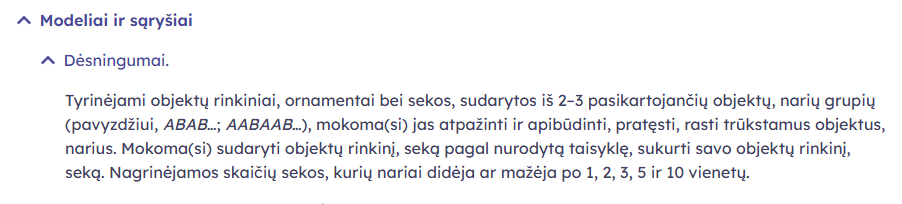 Modeliai ir sąryšiai
Dėsningumai.
Tyrinėjami objektų rinkiniai, ornamentai bei sekos, sudarytos iš 2–3 pasikartojančių objektų, narių grupių
(pavyzdžiui, ABAB…; AABAAB…), mokoma(si) jas atpažinti ir apibūdinti, pratęsti, rasti trūkstamus objektus,
narius. Mokoma(si) sudaryti objektų rinkinį, seką pagal nurodytą taisyklę, sukurti savo objektų rinkinį,
seką. Nagrinėjamos skaičių sekos, kurių nariai didėja ar mažėja po 1, 2, 3, 5 ir 10 vienetų.